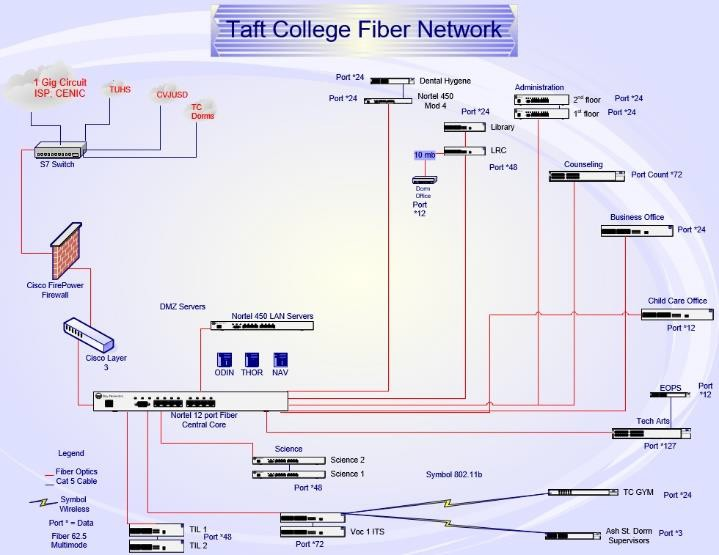 Taft College Fiber Network
1 Gig Circuit
ISP, CENIC
TUHS
CVJUSD
TC
Dorms
S7 Switch
Port *24
Dental Hygene
Port *24
Nortel 450
Mod 4
Port *24
Library
LRC
Port *48
10 mb
Dorm
Office
Port
*12
Administration
2nd floor
Port *24
1st floor
Port *24
Counseling
Port Count *72
Business Office
Port *24
Child Care Office
Port *12
Cisco FirePower
Firewall
DMZ Servers
Nortel 450 LAN Servers
Cisco Layer
3
ODIN
THOR
NAV
Nortel 12 port Fiber
Central Core
EOPS
Port
*12
Tech Arts
Port *127
Science
Science 2
Science 1
Port *48
Symbol 802.11b
TC GYM
Port *24
Ash St. Dorm
Supervisors
Port *3
Voc 1 ITS
Port *72
TIL 1
Port *48
TIL 2
Legend
Fiber Optics
Cat 5 Cable
Symbol
Wireless
Port * = Data
Fiber 62.5
Multimode